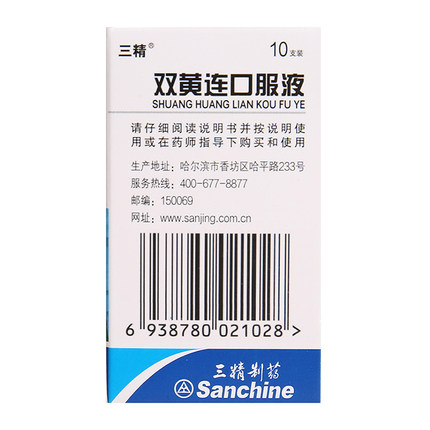 三精® 10支装
双黄连口服液
SHUANG HUANG LIAN KOU FU YE
请仔细阅读说明书并按说明使
用或在药师指导下购买和使用
生产地址：哈尔滨市香坊区哈平路233号
服务热线：400-677-8877
邮编：150069
网址：www.sanjing.com.cn
6 938780 021028 >
三精制药
Sanchine